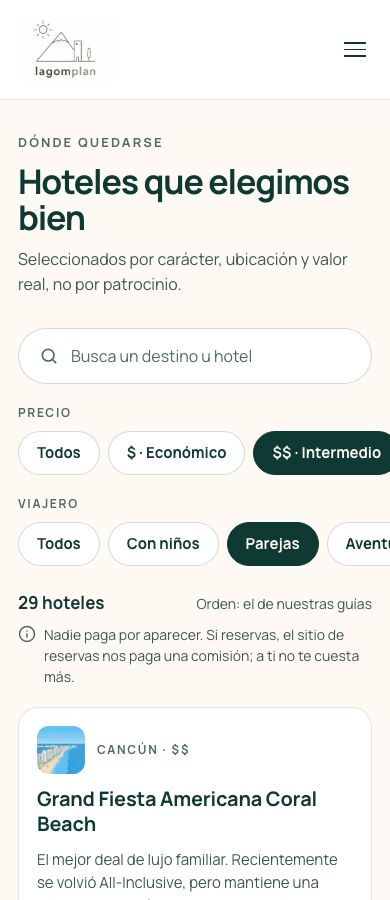 lagomplan
DÓNDE QUEDARSE
Hoteles que elegimos
bien
Seleccionados por carácter, ubicación y valor
real, no por patrocinio.
Busca un destino u hotel
PRECIO
Todos $ · Económico $$ · Intermedio
VIAJERO
Todos Con niños Parejas
29 hoteles Orden: el de nuestras guías
Nadie paga por aparecer. Si reservas, el sitio de
reservas nos paga una comisión; a ti no te cuesta
más.
CANCÚN · $$
Grand Fiesta Americana Coral
Beach
El mejor deal de lujo familiar. Recientemente
se volvió All-Inclusive, pero mantiene una